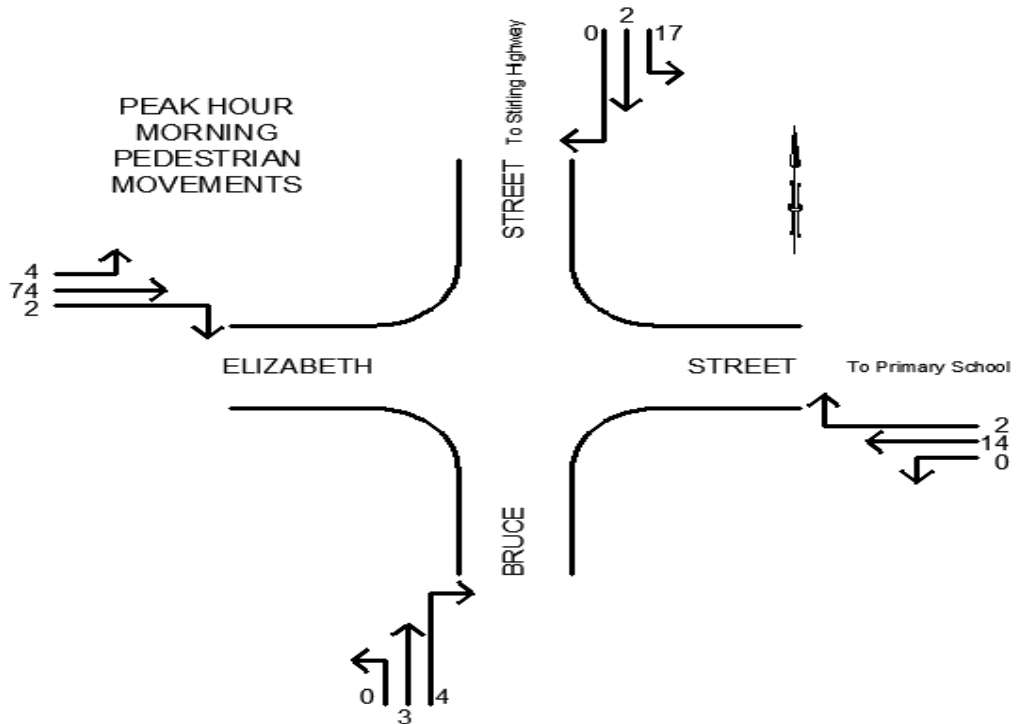 0 2 17
To Stirling Highway
PEAK HOUR
MORNING
PEDESTRIAN
MOVEMENTS
STREET
4
74
2
ELIZABETH STREET To Primary School
2
14
0
BRUCE
0 3 4